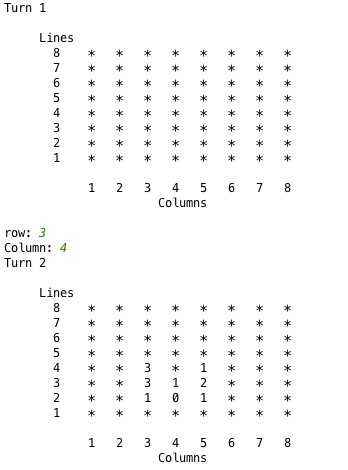 Turn 1
Lines
8 * * * * * * * *
7 * * * * * * * *
6 * * * * * * * *
5 * * * * * * * *
4 * * * * * * * *
3 * * * * * * * *
2 * * * * * * * *
1 * * * * * * * *
1 2 3 4 5 6 7 8
Columns
row: 3
Column: 4
Turn 2
Lines
8 * * * * * * * *
7 * * * * * * * *
6 * * * * * * * *
5 * * * * * * * *
4 * * 3 * 1 * * *
3 * * 3 1 2 * * *
2 * * 1 0 1 * * *
1 * * * * * * * *
1 2 3 4 5 6 7 8
Columns